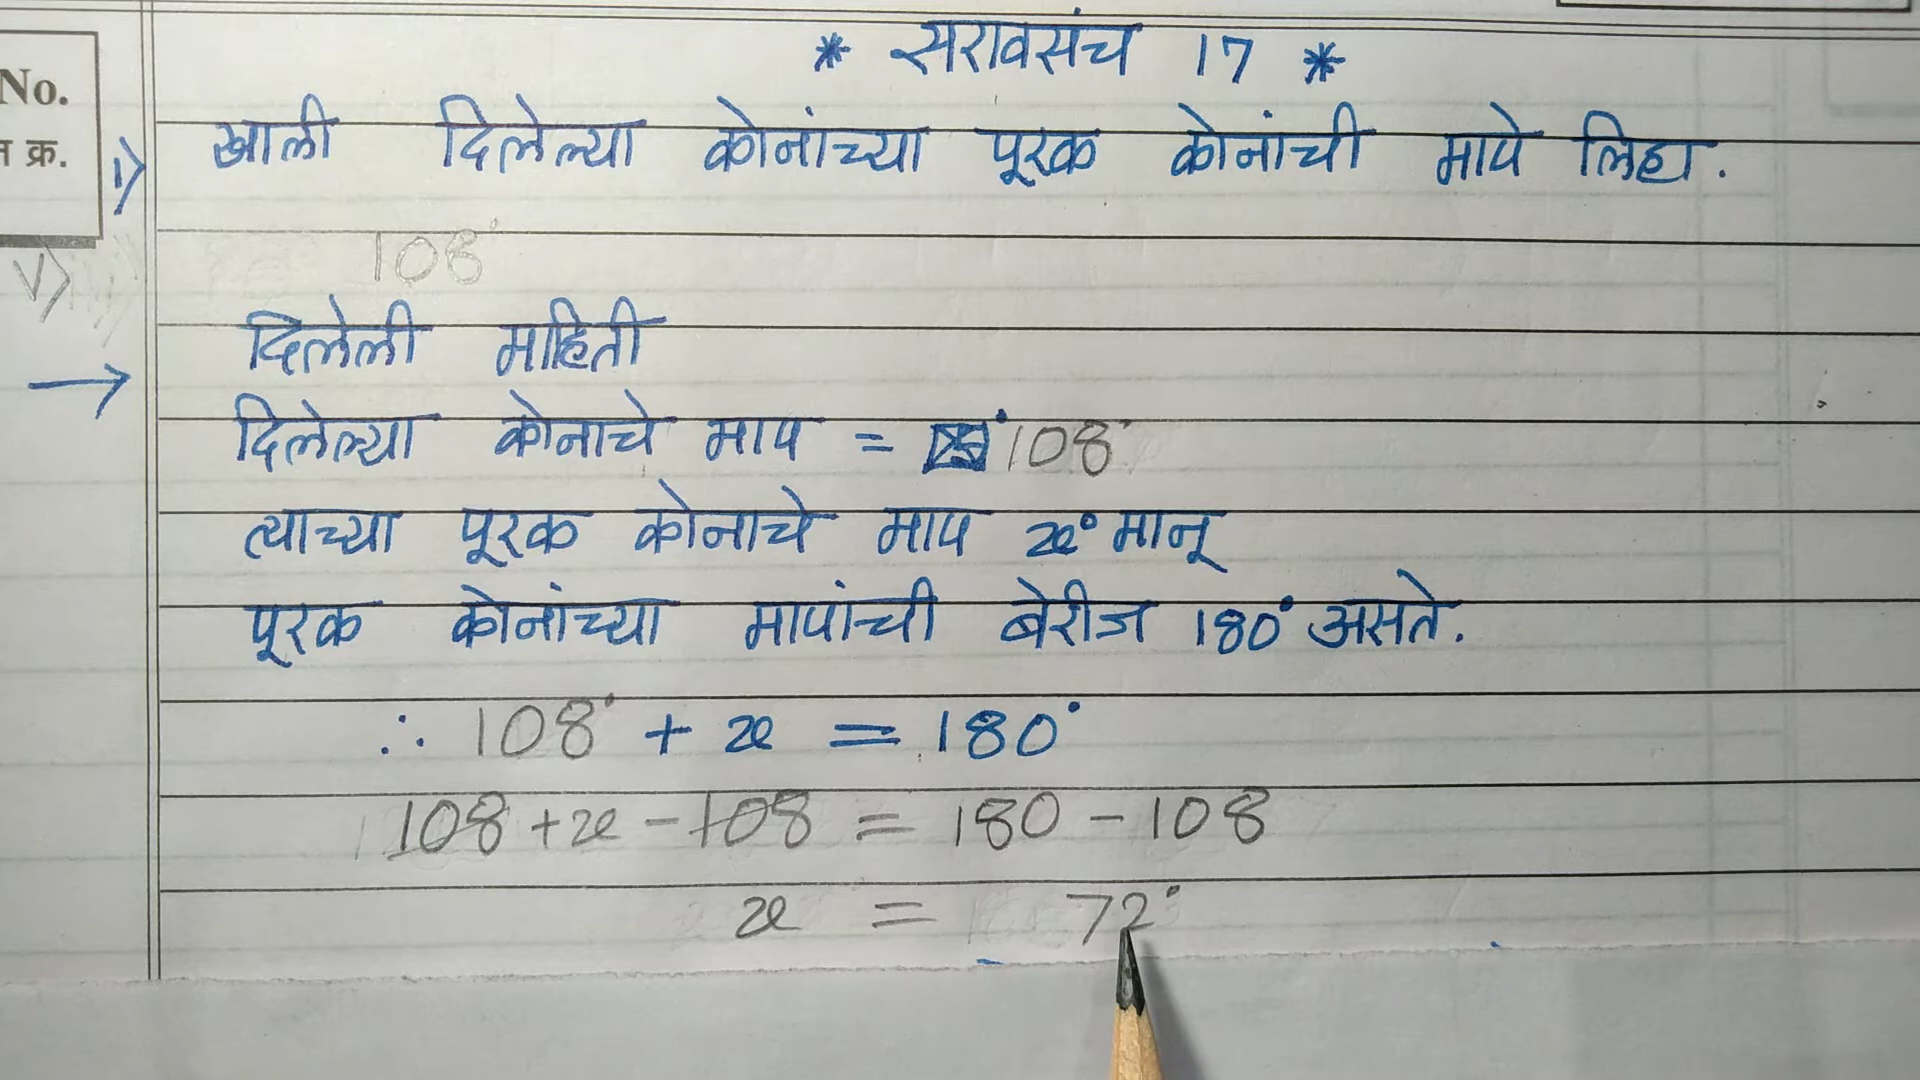 * सरावसंच 17 *
No.
क्र.
1) खाली दिलेल्या कोनांच्या पूरक कोनांची मापे लिहा.
V) 108°
दिलेली माहिती
→
दिलेल्या कोनाचे माप = 108°
त्याच्या पूरक कोनाचे माप x° मानू
पूरक कोनांच्या मापांची बेरीज 180° असते.
∴ 108° + x = 180°
108 + x - 108 = 180 - 108
x = 72°